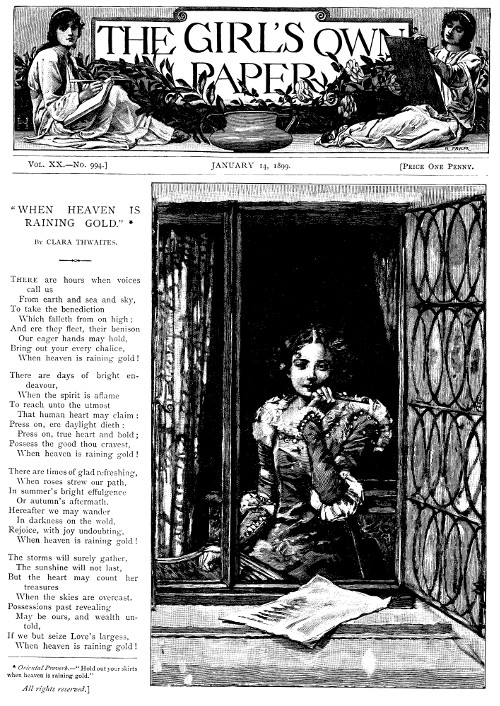 THE GIRL'S OWN
PAPER
VOL. XX.—No. 994.]
JANUARY 14, 1899.
[PRICE ONE PENNY.
"WHEN HEAVEN IS
RAINING GOLD." *
BY CLARA THWAITES.
THERE are hours when voices
call us
From earth and sea and sky,
To take the benediction
Which falleth from on high:
And ere they fleet, their benison
Our eager hands may hold,
Bring out your every chalice,
When heaven is raining gold!
There are days of bright en-
deavour,
When the spirit is aflame
To reach unto the utmost
That human heart may claim:
Press on, ere daylight dieth:
Press on, true heart and bold;
Possess the good thou cravest,
When heaven is raining gold!
There are times of glad refreshing,
When roses strew our path,
In summer's bright effulgence
Or autumn's aftermath.
Hereafter we may wander
In darkness on the wold,
Rejoice, with joy undoubting,
When heaven is raining gold!
The storms will surely gather,
The sunshine will not last,
But the heart may count her
treasures
When the skies are overcast.
Possessions past revealing
May be ours, and wealth un-
told,
If we but seize Love's largess,
When heaven is raining gold!
* Oriental Proverb.—"Hold out your skirts
when heaven is raining gold."
All rights reserved.]